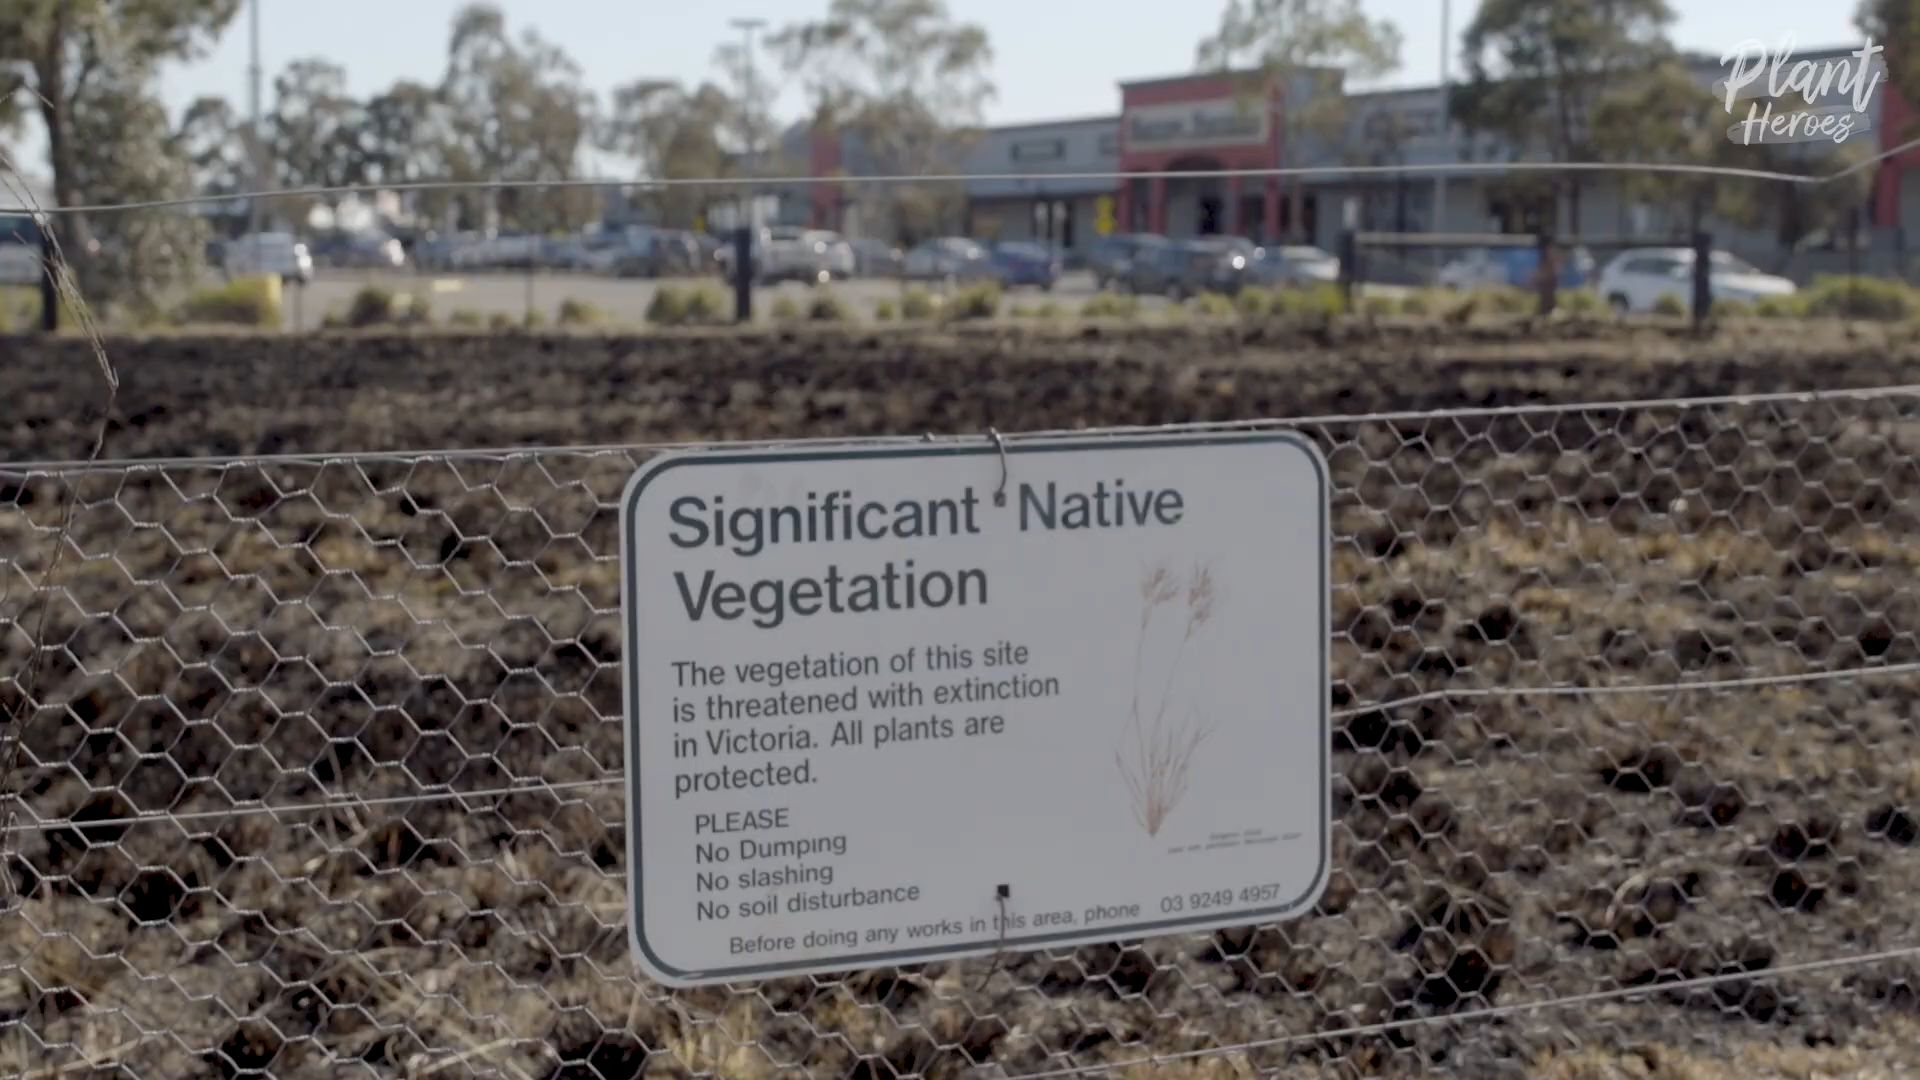 Plant
Heroes
Significant Native
Vegetation
The vegetation of this site
is threatened with extinction
in Victoria. All plants are
protected.
PLEASE
No Dumping
No slashing
No soil disturbance
Before doing any works in this area, phone 03 9249 4957